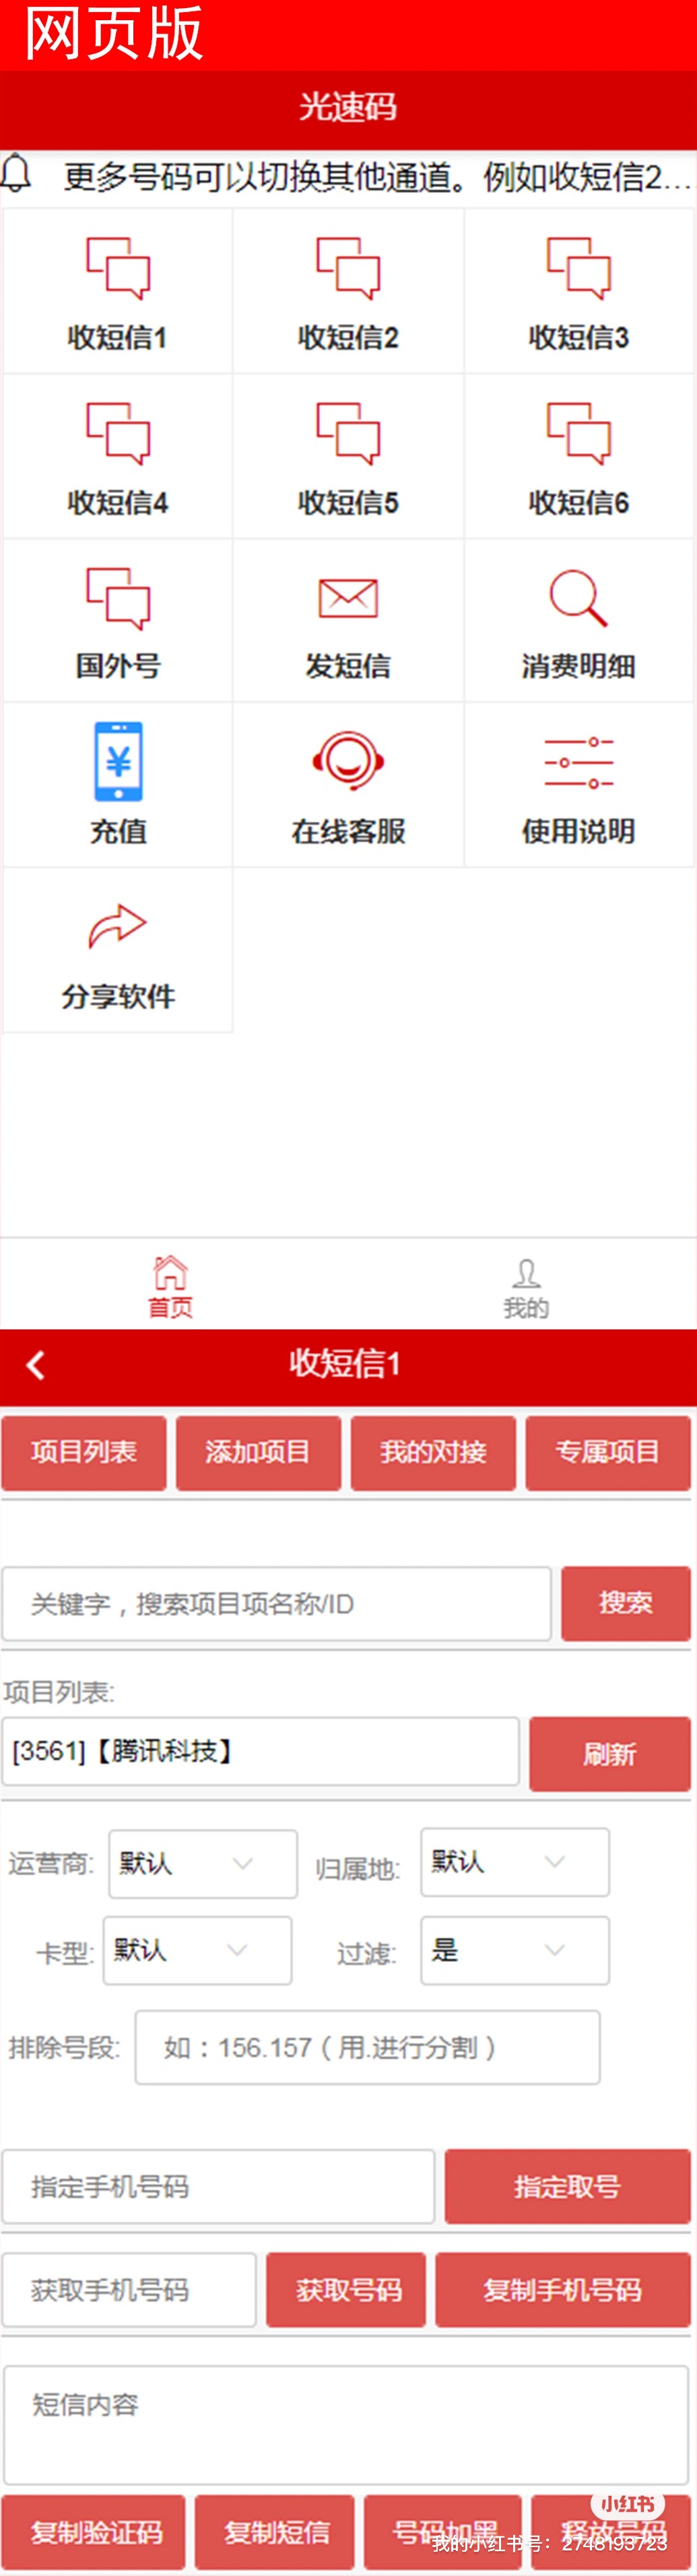 网页版
光速码
更多号码可以切换其他通道。例如收短信2...
收短信1 收短信2 收短信3
收短信4 收短信5 收短信6
国外号 发短信 消费明细
¥
充值 在线客服 使用说明
分享软件
首页 我的
收短信1
项目列表 添加项目 我的对接 专属项目
关键字，搜索项目项名称/ID 搜索
项目列表:
[3561]【腾讯科技】 刷新
运营商: 默认 归属地: 默认
卡型: 默认 过滤: 是
排除号段: 如：156.157（用.进行分割）
指定手机号码 指定取号
获取手机号码 获取号码 复制手机号码
短信内容
小红书
复制验证码 复制短信 号码加黑 释放号码
我的小红书号：2748193723